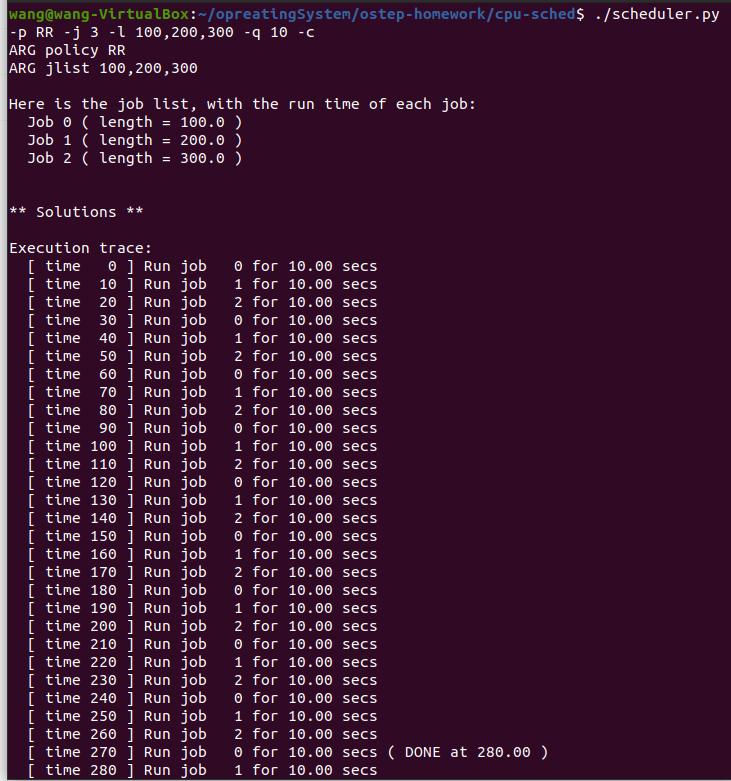 wang@wang-VirtualBox:~/opreatingSystem/ostep-homework/cpu-sched$ ./scheduler.py
-p RR -j 3 -l 100,200,300 -q 10 -c
ARG policy RR
ARG jlist 100,200,300
Here is the job list, with the run time of each job:
  Job 0 ( length = 100.0 )
  Job 1 ( length = 200.0 )
  Job 2 ( length = 300.0 )
** Solutions **
Execution trace:
  [ time   0 ] Run job   0 for 10.00 secs
  [ time  10 ] Run job   1 for 10.00 secs
  [ time  20 ] Run job   2 for 10.00 secs
  [ time  30 ] Run job   0 for 10.00 secs
  [ time  40 ] Run job   1 for 10.00 secs
  [ time  50 ] Run job   2 for 10.00 secs
  [ time  60 ] Run job   0 for 10.00 secs
  [ time  70 ] Run job   1 for 10.00 secs
  [ time  80 ] Run job   2 for 10.00 secs
  [ time  90 ] Run job   0 for 10.00 secs
  [ time 100 ] Run job   1 for 10.00 secs
  [ time 110 ] Run job   2 for 10.00 secs
  [ time 120 ] Run job   0 for 10.00 secs
  [ time 130 ] Run job   1 for 10.00 secs
  [ time 140 ] Run job   2 for 10.00 secs
  [ time 150 ] Run job   0 for 10.00 secs
  [ time 160 ] Run job   1 for 10.00 secs
  [ time 170 ] Run job   2 for 10.00 secs
  [ time 180 ] Run job   0 for 10.00 secs
  [ time 190 ] Run job   1 for 10.00 secs
  [ time 200 ] Run job   2 for 10.00 secs
  [ time 210 ] Run job   0 for 10.00 secs
  [ time 220 ] Run job   1 for 10.00 secs
  [ time 230 ] Run job   2 for 10.00 secs
  [ time 240 ] Run job   0 for 10.00 secs
  [ time 250 ] Run job   1 for 10.00 secs
  [ time 260 ] Run job   2 for 10.00 secs
  [ time 270 ] Run job   0 for 10.00 secs ( DONE at 280.00 )
  [ time 280 ] Run job   1 for 10.00 secs